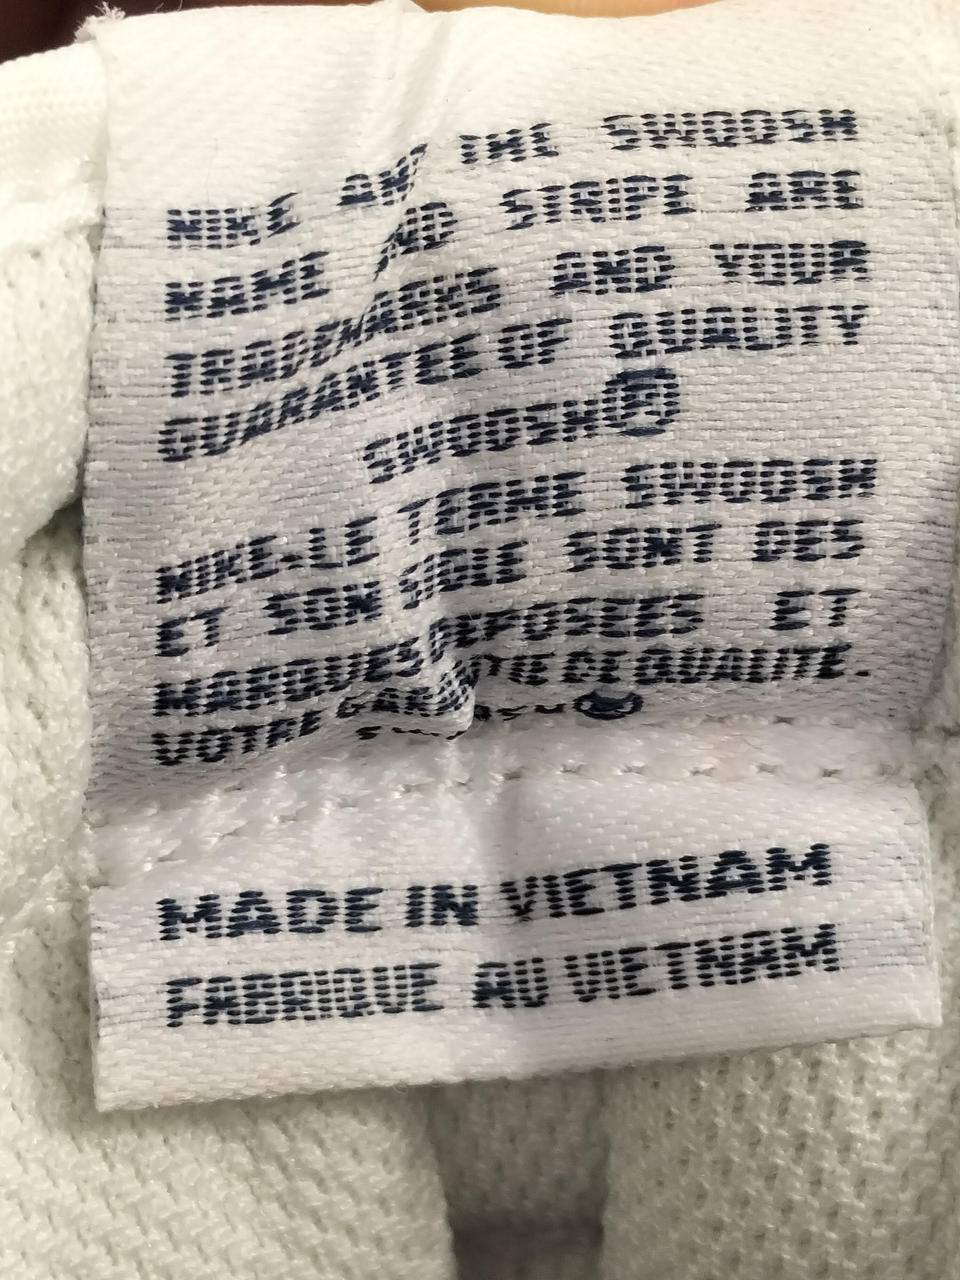 NIKE AND THE SWOOSH
NAME AND STRIPE ARE
TRADEMARKS AND YOUR
GUARANTEE OF QUALITY
SWOOSH®
NIKE-LE TERME SWOOSH
ET SON SIGLE SONT DES
MARQUES DEPOSEES ET
VOTRE GARANTIE DE QUALITE.
MADE IN VIETNAM
FABRIQUE AU VIETNAM